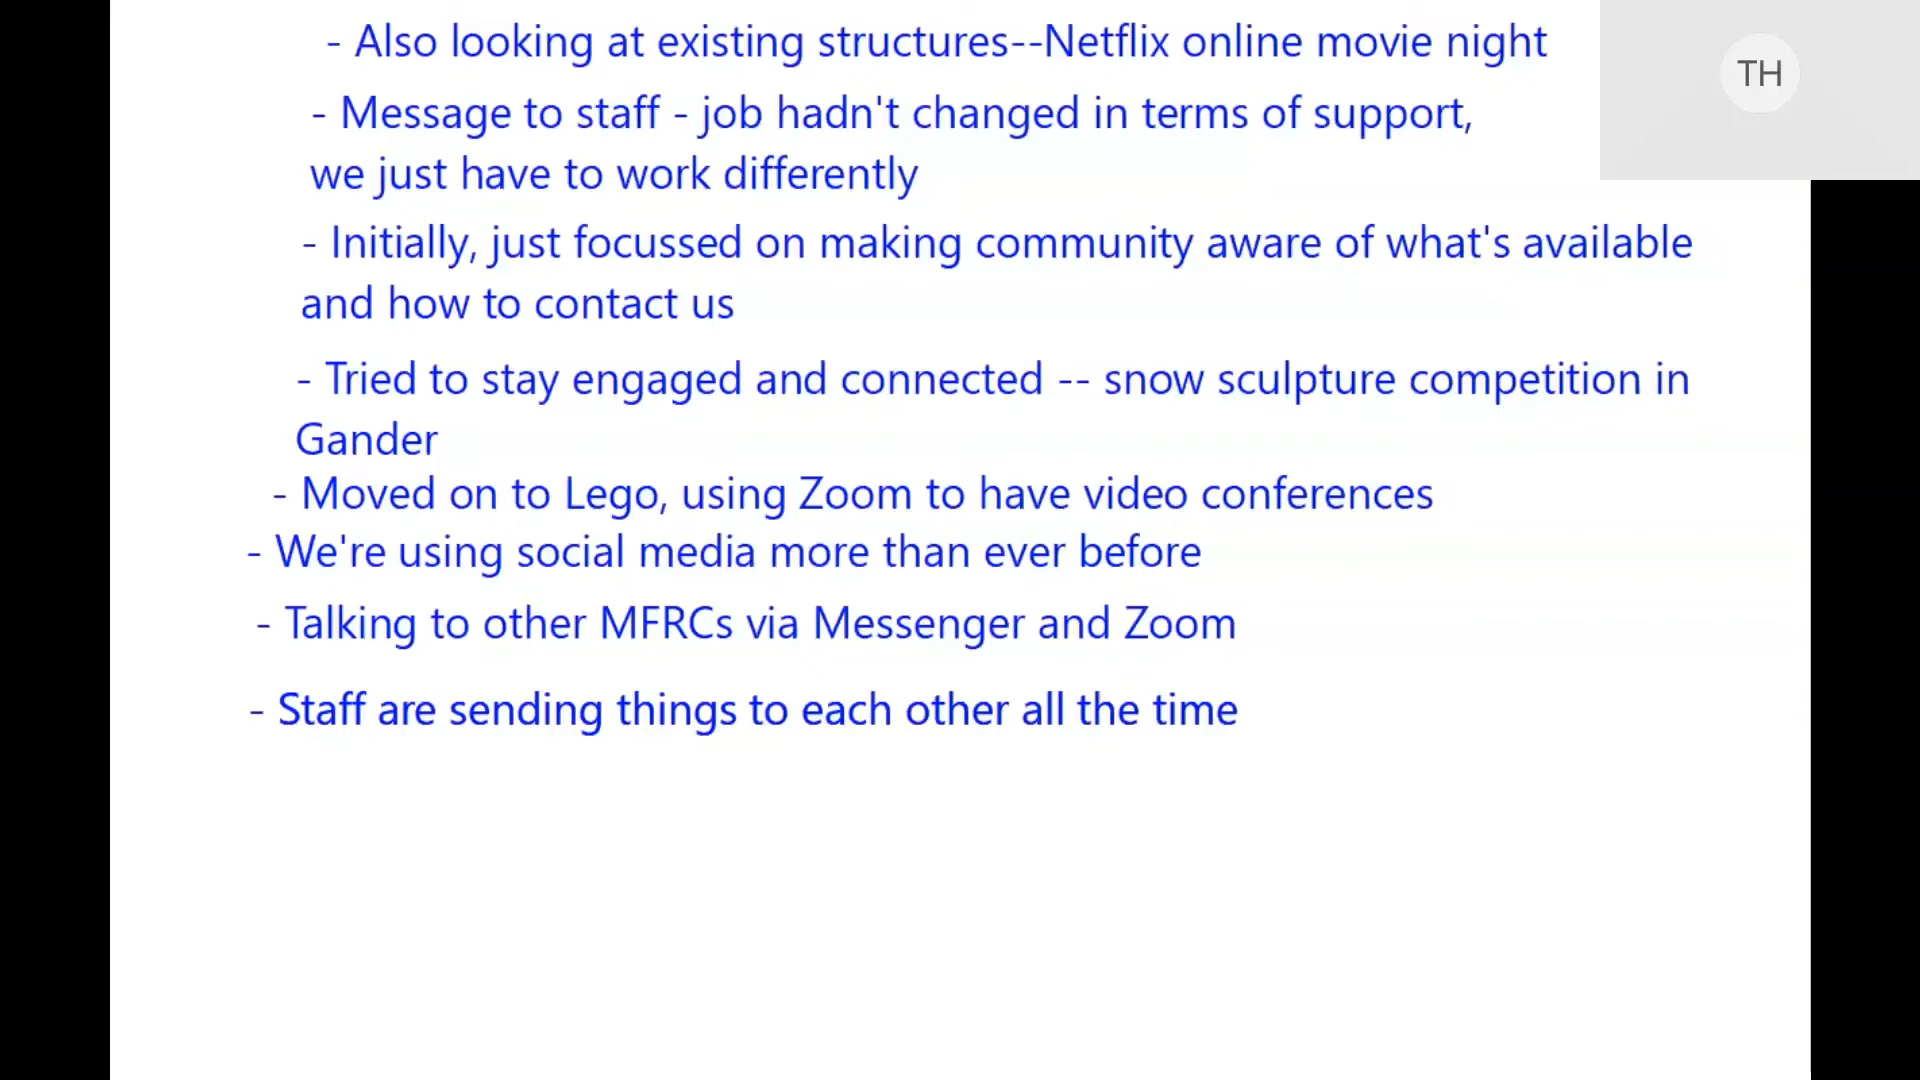 - Also looking at existing structures--Netflix online movie night
TH
- Message to staff - job hadn't changed in terms of support,
we just have to work differently
- Initially, just focussed on making community aware of what's available
and how to contact us
- Tried to stay engaged and connected -- snow sculpture competition in
Gander
- Moved on to Lego, using Zoom to have video conferences
- We're using social media more than ever before
- Talking to other MFRCs via Messenger and Zoom
- Staff are sending things to each other all the time